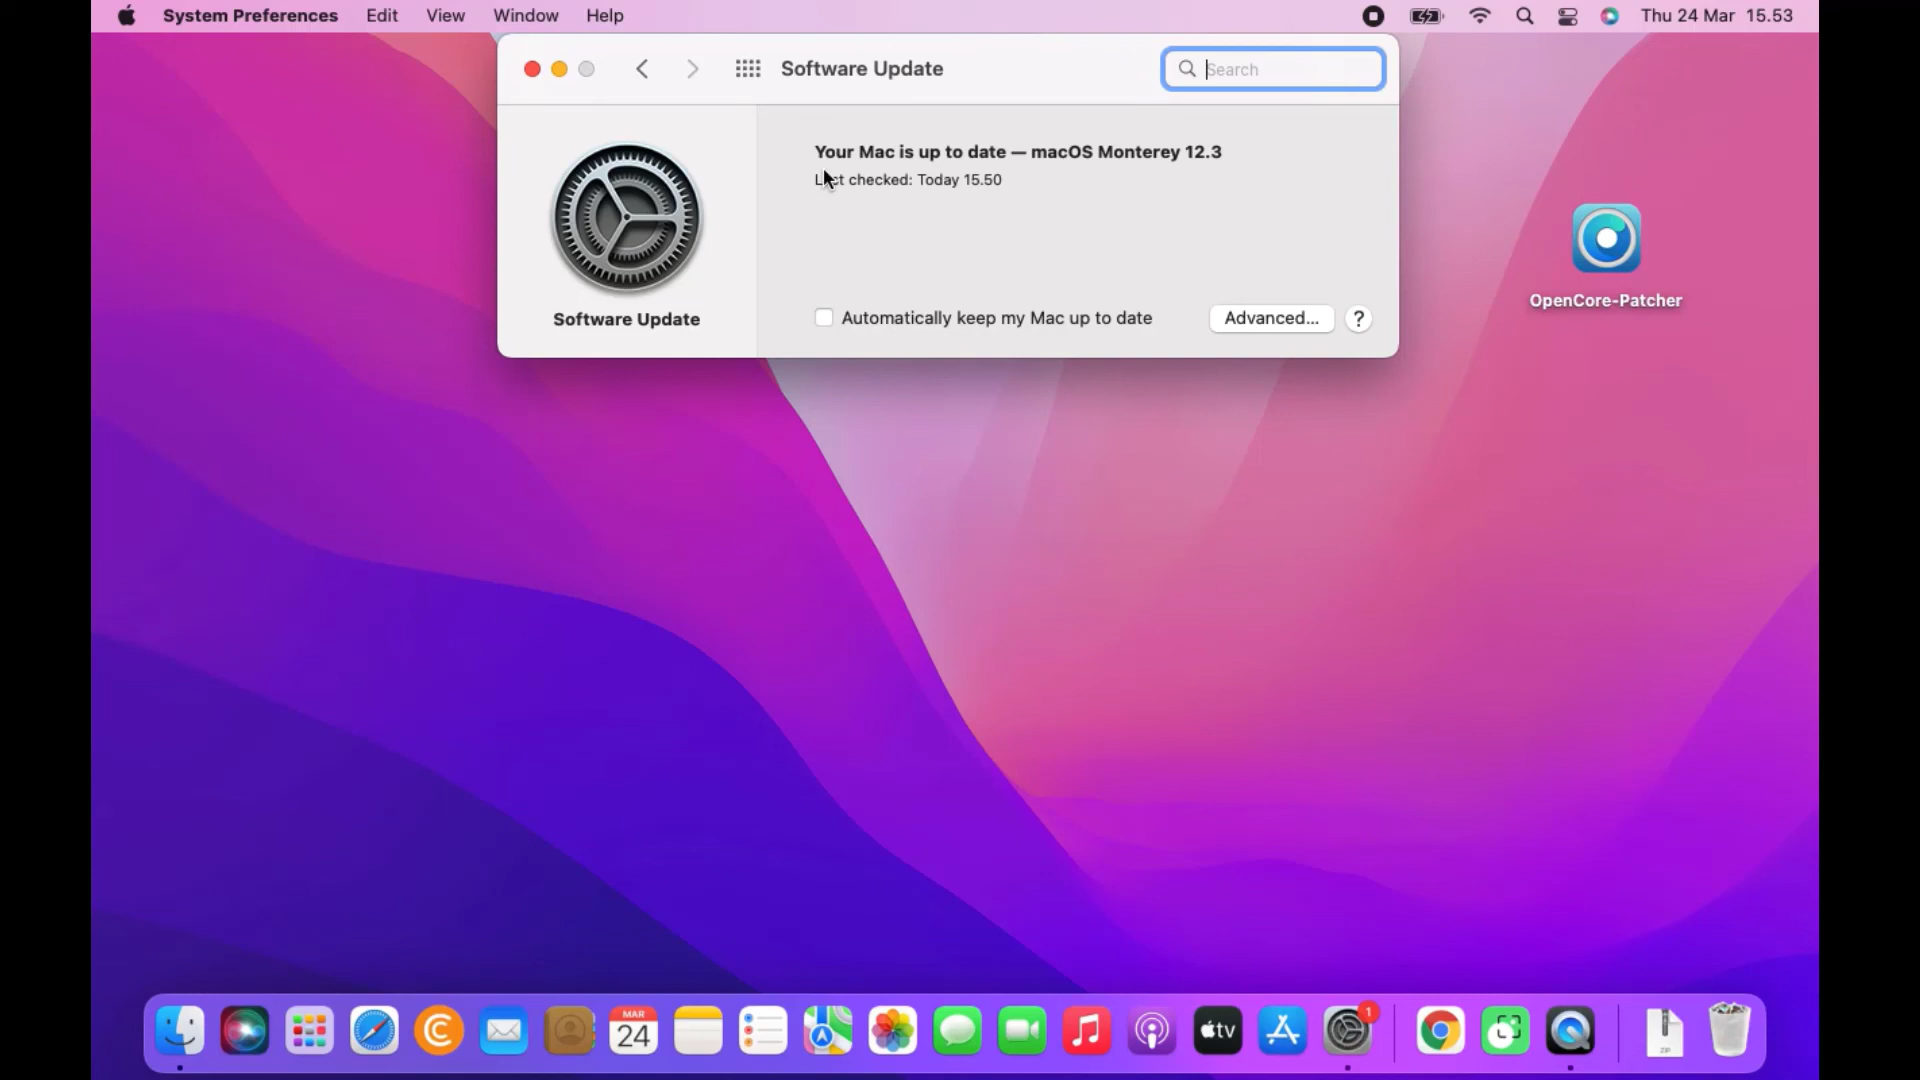 System Preferences Edit View Window Help Thu 24 Mar 15.53
Software Update
Search
Your Mac is up to date — macOS Monterey 12.3
checked: Today 15.50
Software Update
Automatically keep my Mac up to date
Advanced...
?
OpenCore-Patcher
MAR
24
tv
1
ZIP